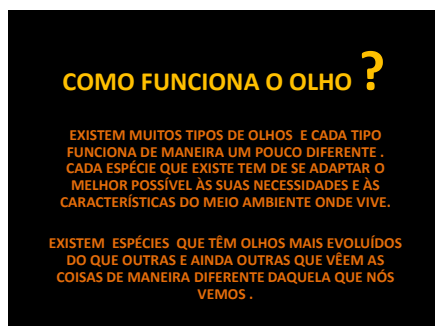 COMO FUNCIONA O OLHO ?
EXISTEM MUITOS TIPOS DE OLHOS E CADA TIPO
FUNCIONA DE MANEIRA UM POUCO DIFERENTE .
CADA ESPÉCIE QUE EXISTE TEM DE SE ADAPTAR O
MELHOR POSSÍVEL ÀS SUAS NECESSIDADES E ÀS
CARACTERÍSTICAS DO MEIO AMBIENTE ONDE VIVE.
EXISTEM ESPÉCIES QUE TÊM OLHOS MAIS EVOLUÍDOS
DO QUE OUTRAS E AINDA OUTRAS QUE VÊEM AS
COISAS DE MANEIRA DIFERENTE DAQUELA QUE NÓS
VEMOS .